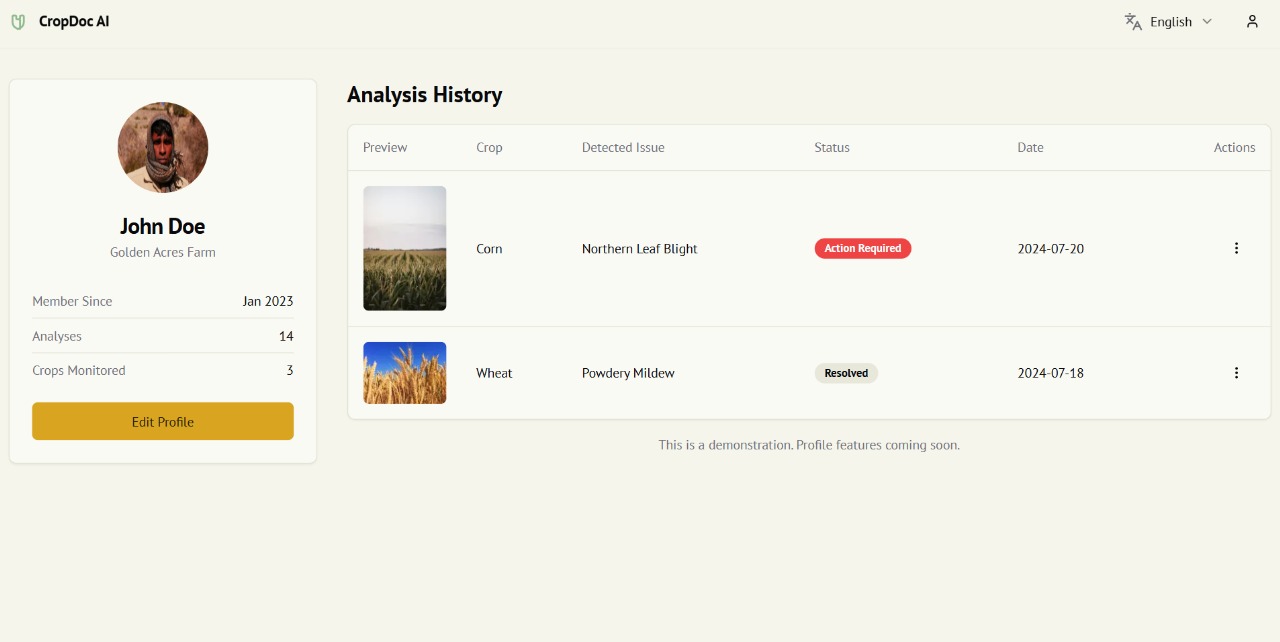 CropDoc AI
English
John Doe
Golden Acres Farm
Member Since Jan 2023
Analyses 14
Crops Monitored 3
Edit Profile
Analysis History
Preview Crop Detected Issue Status Date Actions
Corn Northern Leaf Blight Action Required 2024-07-20
Wheat Powdery Mildew Resolved 2024-07-18
This is a demonstration. Profile features coming soon.